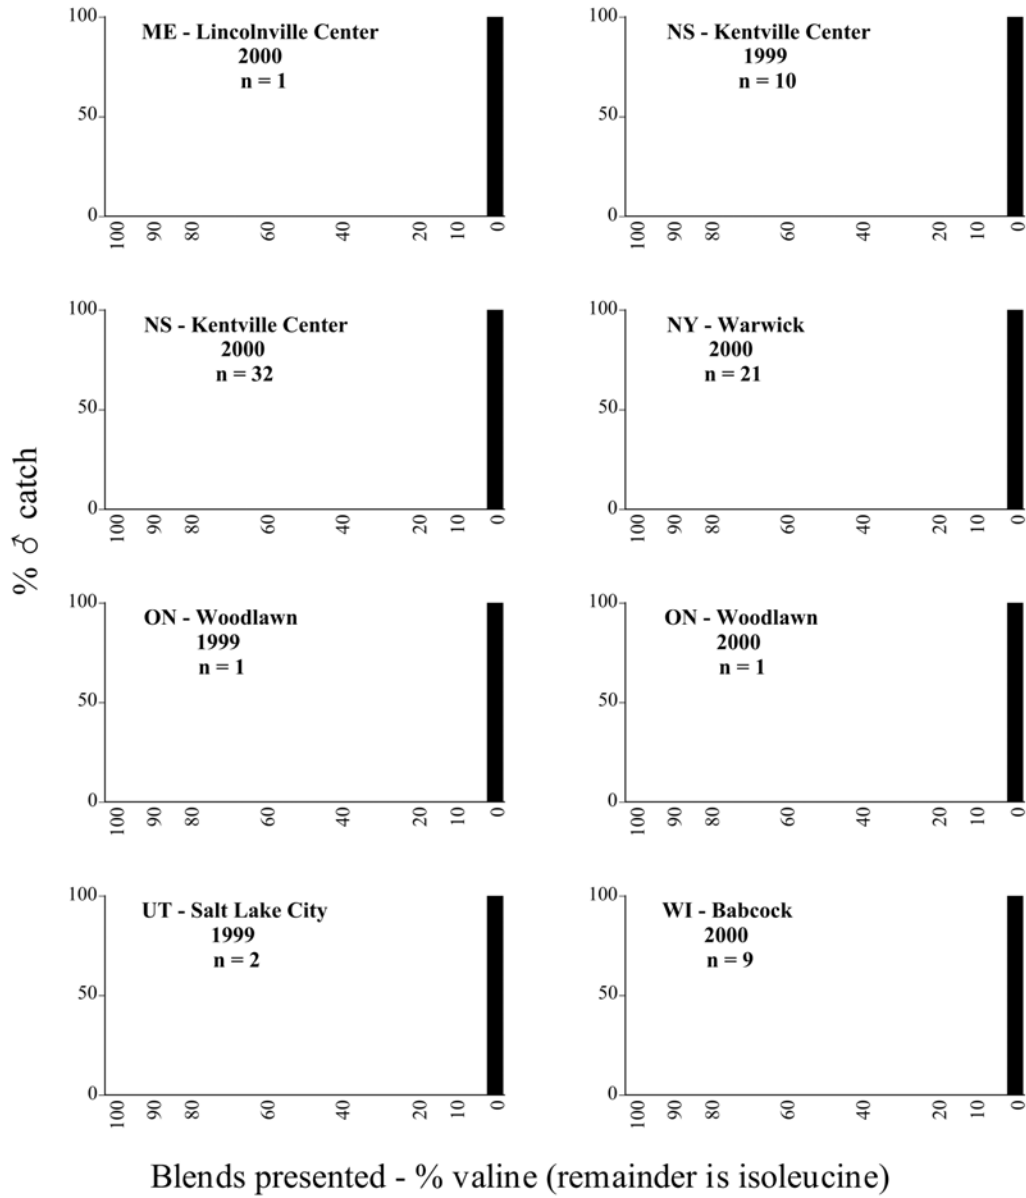 % ♂ catch
100
50
0
ME - Lincolnville Center
2000
n = 1
100 90 80 60 40 20 10 0
100
50
0
NS - Kentville Center
1999
n = 10
100 90 80 60 40 20 10 0
100
50
0
NS - Kentville Center
2000
n = 32
100 90 80 60 40 20 10 0
100
50
0
NY - Warwick
2000
n = 21
100 90 80 60 40 20 10 0
100
50
0
ON - Woodlawn
1999
n = 1
100 90 80 60 40 20 10 0
100
50
0
ON - Woodlawn
2000
n = 1
100 90 80 60 40 20 10 0
100
50
0
UT - Salt Lake City
1999
n = 2
100 90 80 60 40 20 10 0
100
50
0
WI - Babcock
2000
n = 9
100 90 80 60 40 20 10 0
Blends presented - % valine (remainder is isoleucine)